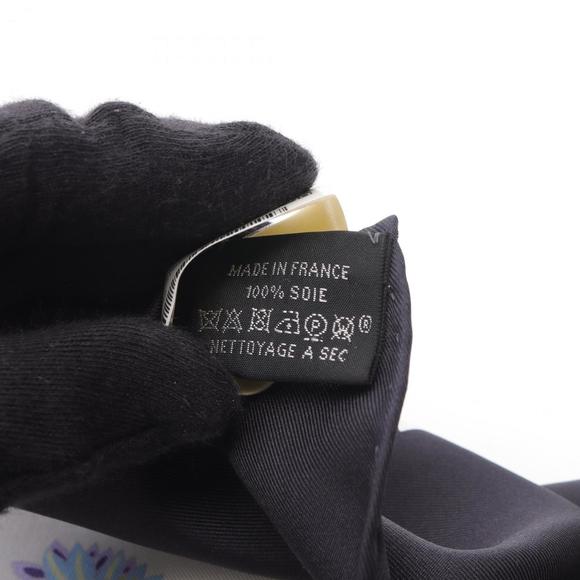 MADE IN FRANCE
100% SOIE
P W ®
NETTOYAGE À SEC